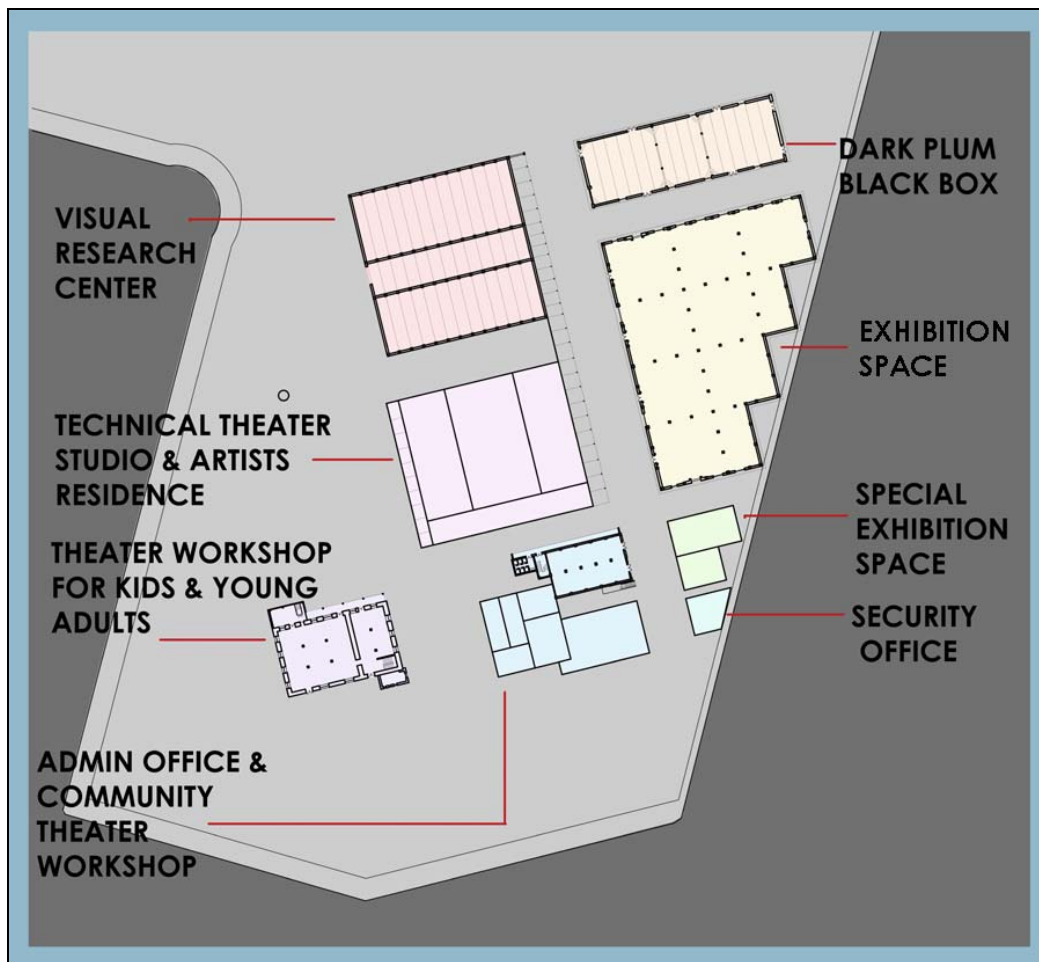 VISUAL
RESEARCH
CENTER
TECHNICAL THEATER
STUDIO & ARTISTS
RESIDENCE
THEATER WORKSHOP
FOR KIDS & YOUNG
ADULTS
ADMIN OFFICE &
COMMUNITY
THEATER
WORKSHOP
DARK PLUM
BLACK BOX
EXHIBITION
SPACE
SPECIAL
EXHIBITION
SPACE
SECURITY
OFFICE